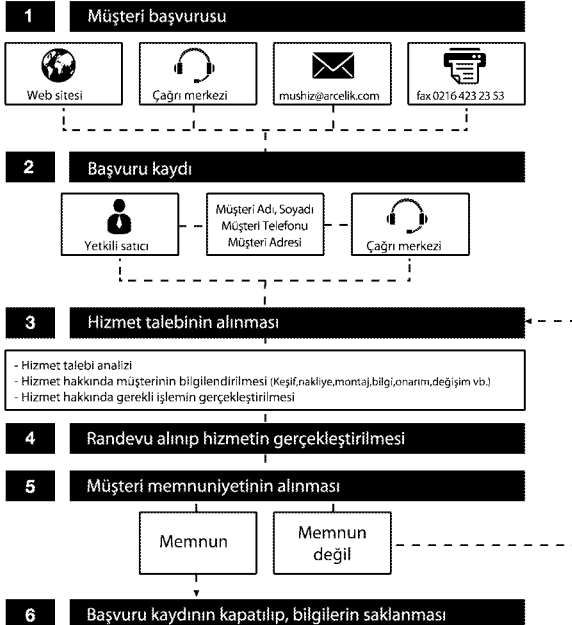 1 Müşteri başvurusu
Web sitesi
Çağrı merkezi
mushiz@arcelik.com
fax 0216 423 23 53
2 Başvuru kaydı
Yetkili satıcı
Müşteri Adı, Soyadı
Müşteri Telefonu
Müşteri Adresi
Çağrı merkezi
3 Hizmet talebinin alınması
- Hizmet talebi analizi
- Hizmet hakkında müşterinin bilgilendirilmesi (Keşif,nakliye,montaj,bilgi,onarım,değişim vb.)
- Hizmet hakkında gerekli işlemin gerçekleştirilmesi
4 Randevu alınıp hizmetin gerçekleştirilmesi
5 Müşteri memnuniyetinin alınması
Memnun
Memnun
değil
6 Başvuru kaydının kapatılıp, bilgilerin saklanması